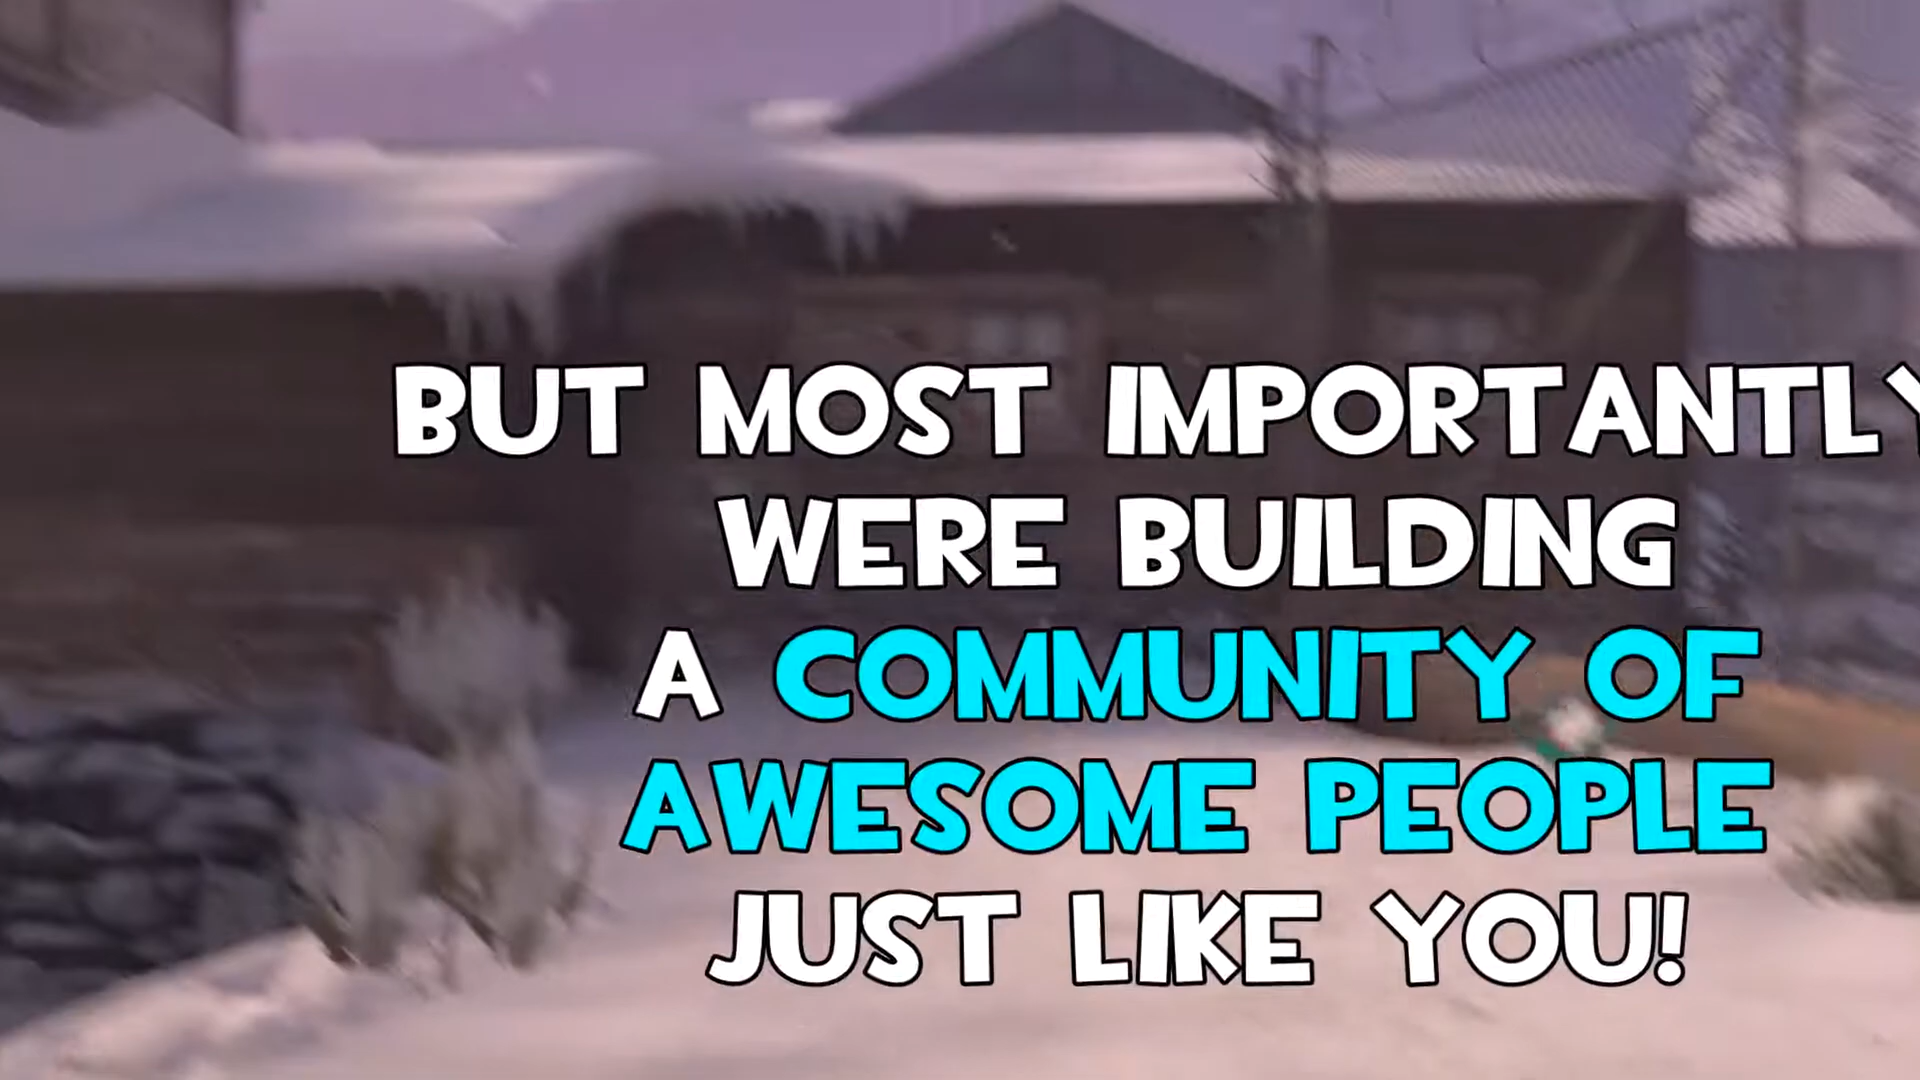 BUT MOST IMPORTANTLY
WERE BUILDING
A COMMUNITY OF
AWESOME PEOPLE
JUST LIKE YOU!